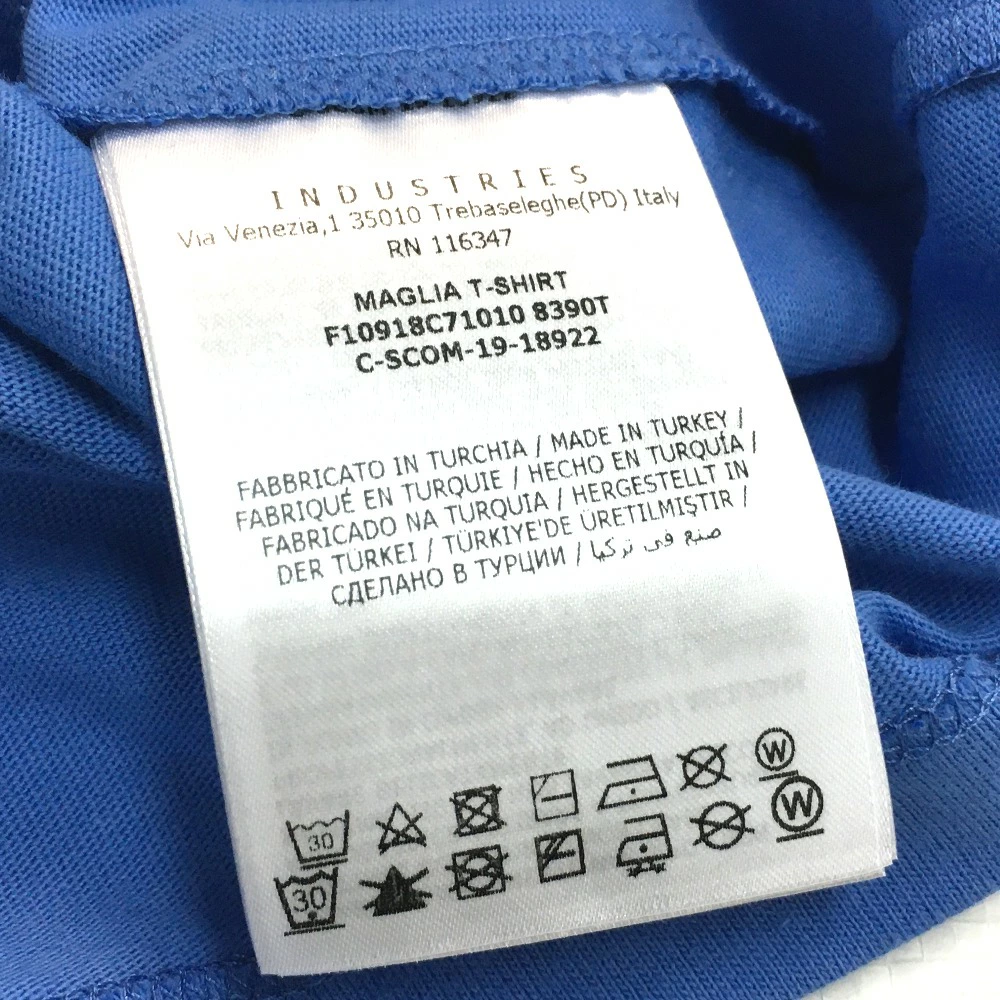 INDUSTRIES
Via Venezia,1 35010 Trebaseleghe(PD) Italy
RN 116347
MAGLIA T-SHIRT
F10918C71010 8390T
C-SCOM-19-18922
FABBRICATO IN TURCHIA / MADE IN TURKEY /
FABRIQUÉ EN TURQUIE / HECHO EN TURQUÍA /
FABRICADO NA TURQUIA / HERGESTELLT IN
DER TÜRKEI / TÜRKIYE'DE ÜRETILMIŞTIR /
СДЕЛАНО В ТУРЦИИ / صنع في تركيا
30 W
30 W